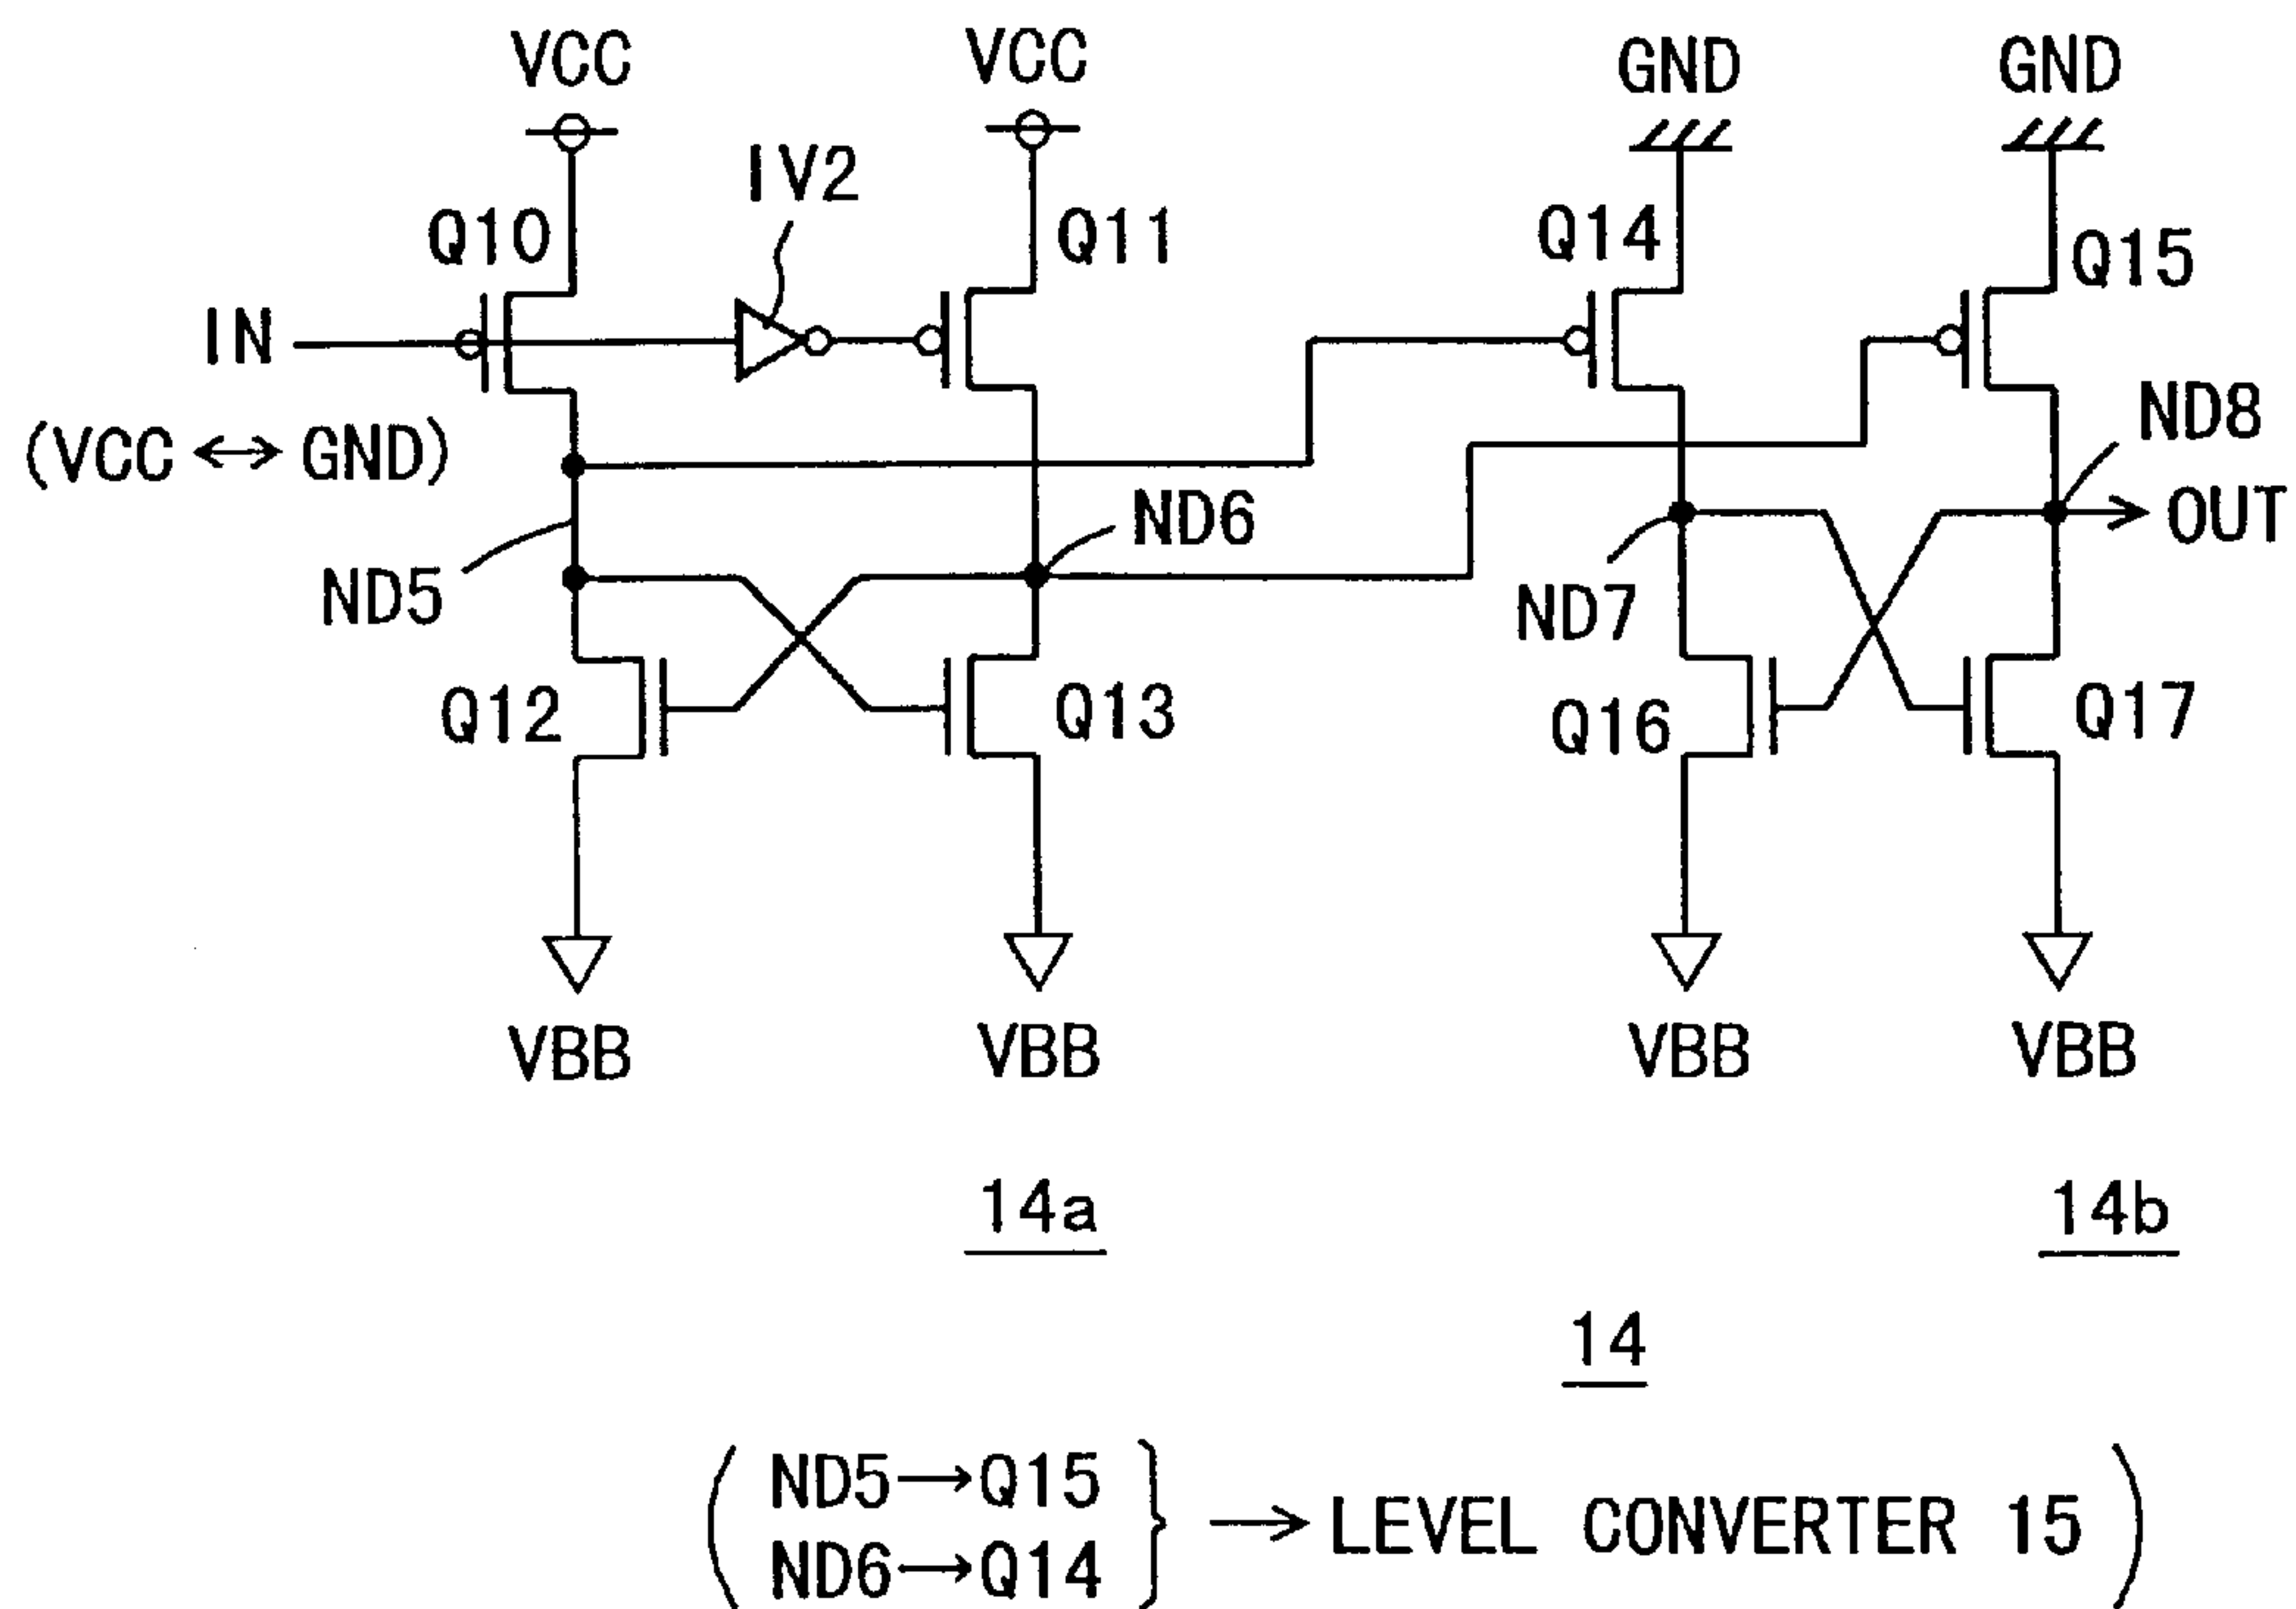 VCC
VCC
GND
GND
IV2
Q10
Q11
Q14
Q15
IN
(VCC ↔ GND)
ND8
ND6
OUT
ND5
ND7
Q12
Q13
Q16
Q17
VBB
VBB
VBB
VBB
14a
14b
14
( ND5→Q15
ND6→Q14 } → LEVEL CONVERTER 15 )